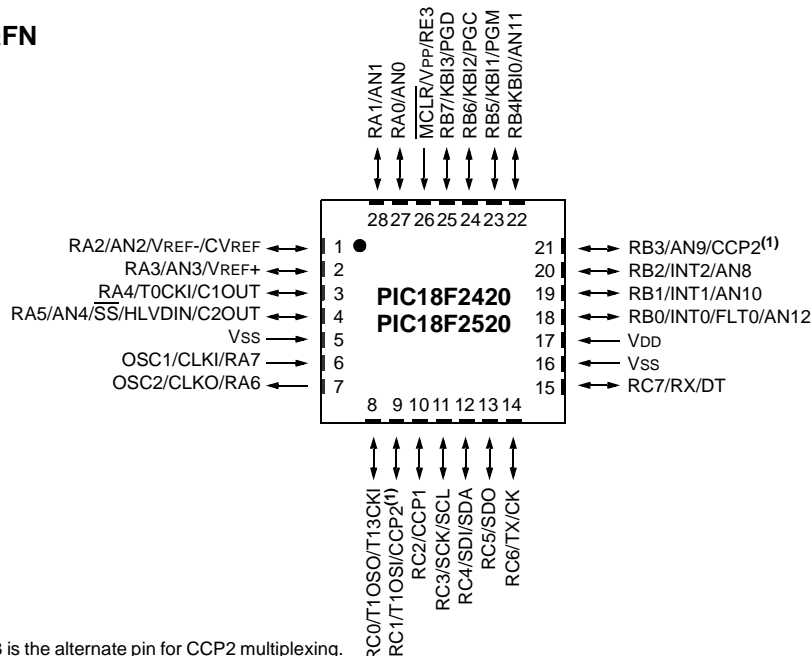 FN
RA1/AN1
RA0/AN0
MCLR/VPP/RE3
RB7/KBI3/PGD
RB6/KBI2/PGC
RB5/KBI1/PGM
RB4KBI0/AN11
28 27 26 25 24 23 22
RA2/AN2/VREF-/CVREF 1
RA3/AN3/VREF+ 2
RA4/T0CKI/C1OUT 3
RA5/AN4/SS/HLVDIN/C2OUT 4
VSS 5
OSC1/CLKI/RA7 6
OSC2/CLKO/RA6 7
PIC18F2420
PIC18F2520
21 RB3/AN9/CCP2(1)
20 RB2/INT2/AN8
19 RB1/INT1/AN10
18 RB0/INT0/FLT0/AN12
17 VDD
16 VSS
15 RC7/RX/DT
8 9 10 11 12 13 14
RC0/T1OSO/T13CKI
RC1/T1OSI/CCP2(1)
RC2/CCP1
RC3/SCK/SCL
RC4/SDI/SDA
RC5/SDO
RC6/TX/CK
is the alternate pin for CCP2 multiplexing.